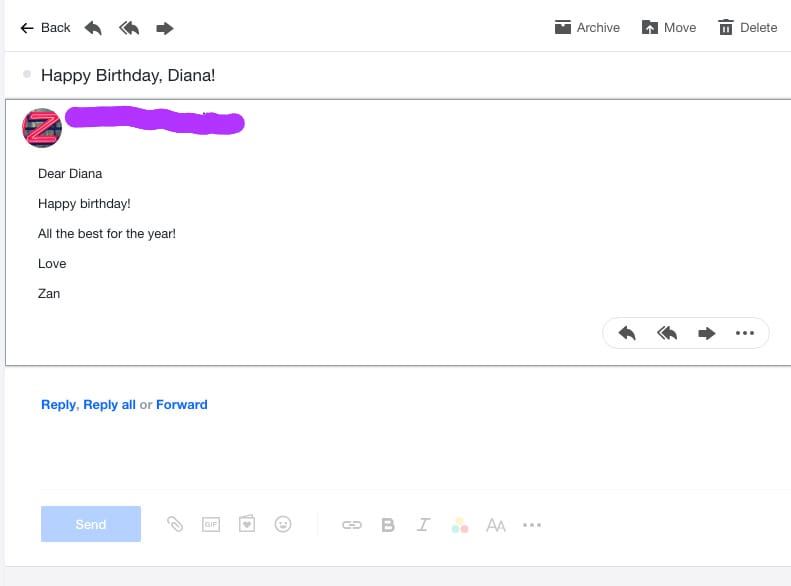 Back Archive Move Delete
Happy Birthday, Diana!
Z
Dear Diana
Happy birthday!
All the best for the year!
Love
Zan
Reply, Reply all or Forward
Send GIF B I AA